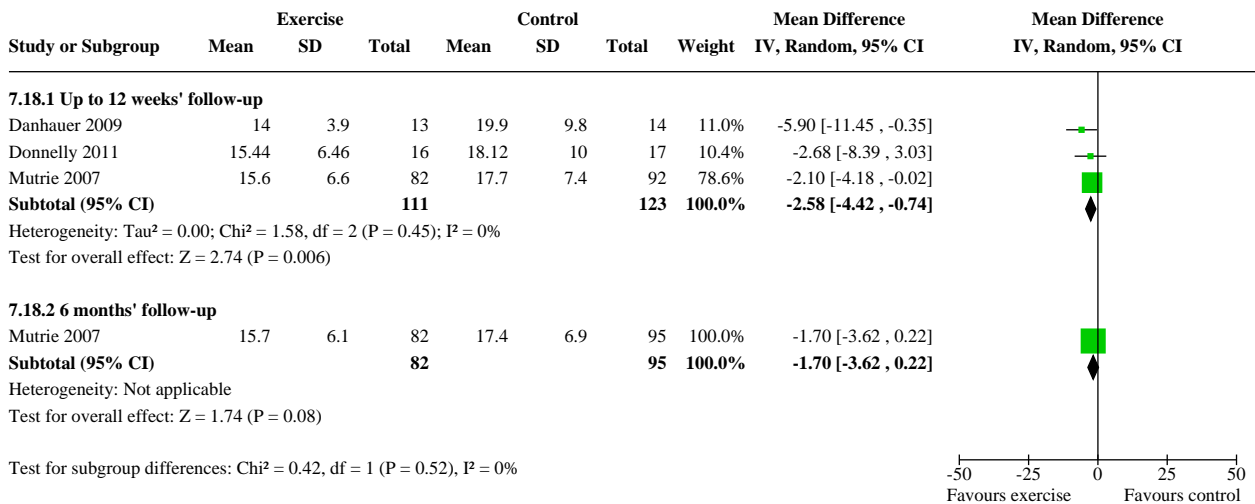 Exercise Control Mean Difference Mean Difference
Study or Subgroup Mean SD Total Mean SD Total Weight IV, Random, 95% CI IV, Random, 95% CI
7.18.1 Up to 12 weeks' follow-up
Danhauer 2009 14 3.9 13 19.9 9.8 14 11.0% -5.90 [-11.45 , -0.35]
Donnelly 2011 15.44 6.46 16 18.12 10 17 10.4% -2.68 [-8.39 , 3.03]
Mutrie 2007 15.6 6.6 82 17.7 7.4 92 78.6% -2.10 [-4.18 , -0.02]
Subtotal (95% CI) 111 123 100.0% -2.58 [-4.42 , -0.74]
Heterogeneity: Tau² = 0.00; Chi² = 1.58, df = 2 (P = 0.45); I² = 0%
Test for overall effect: Z = 2.74 (P = 0.006)
7.18.2 6 months' follow-up
Mutrie 2007 15.7 6.1 82 17.4 6.9 95 100.0% -1.70 [-3.62 , 0.22]
Subtotal (95% CI) 82 95 100.0% -1.70 [-3.62 , 0.22]
Heterogeneity: Not applicable
Test for overall effect: Z = 1.74 (P = 0.08)
Test for subgroup differences: Chi² = 0.42, df = 1 (P = 0.52), I² = 0%
-50 -25 0 25 50
Favours exercise Favours control